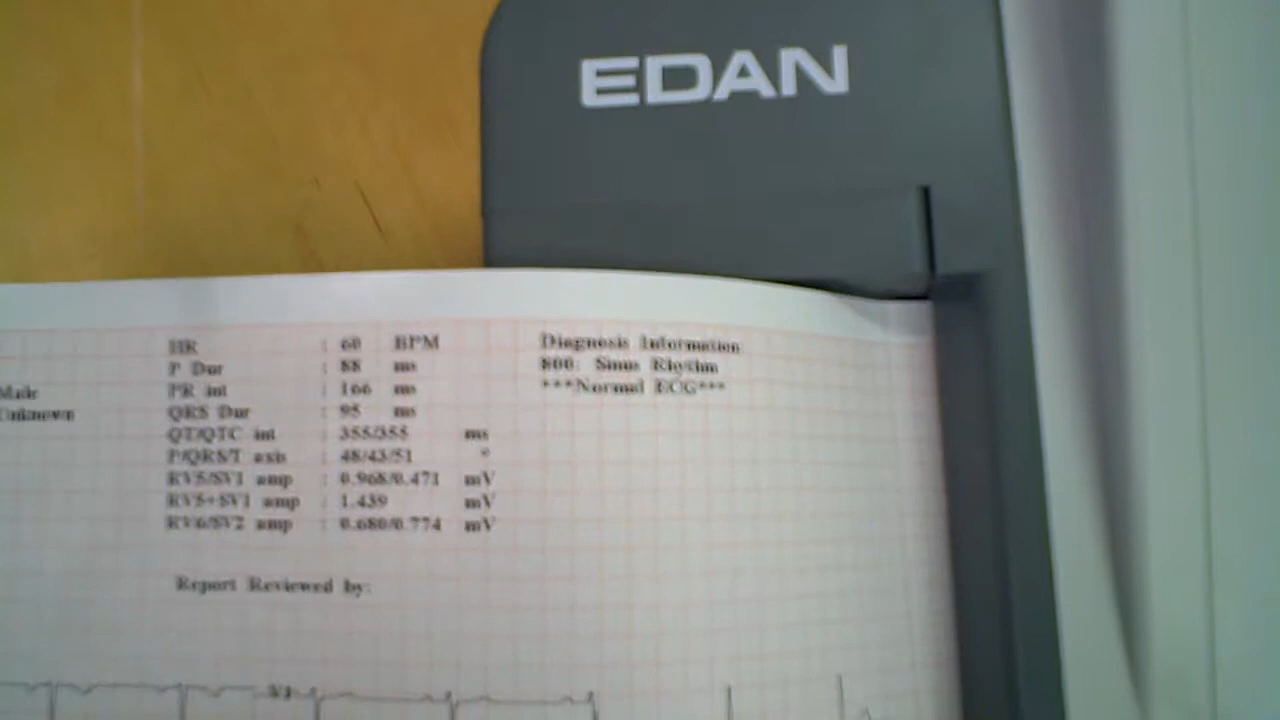 EDAN
HR : 60 BPM
P Dur : 88 ms
Male
PR int : 166 ms
Unknown
QRS Dur : 95 ms
QT/QTC int : 355/355 ms
P/QRS/T axis : 48/43/51 °
RV5/SV1 amp : 0.968/0.471 mV
RV5+SV1 amp : 1.439 mV
RV6/SV2 amp : 0.680/0.774 mV
Diagnosis Information
800: Sinus Rhythm
***Normal ECG***
Report Reviewed by:
V1